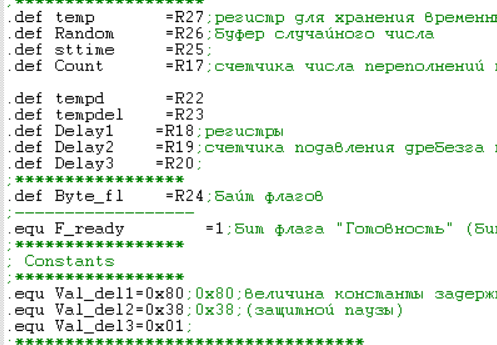 ;******************
.def temp =R27;регистр для хранения
.def Random =R26;Буфер случайного числа
.def sttime =R25;
.def Count =R17;счетчика числа переполнений
.def tempd =R22
.def tempdel =R23
.def Delay1 =R18;регистры
.def Delay2 =R19;счетчика подавления дребезга
.def Delay3 =R20;
;*****************
.def Byte_fl =R24;Байт флагов
;------------------
.equ F_ready =1;Бит флага "Готовность"
;*****************
; Constants
;*****************
.equ Val_del1=0x80;0x80;Величина константы
.equ Val_del2=0x38;0x38;(защитной паузы)
.equ Val_del3=0x01;
;***********************************